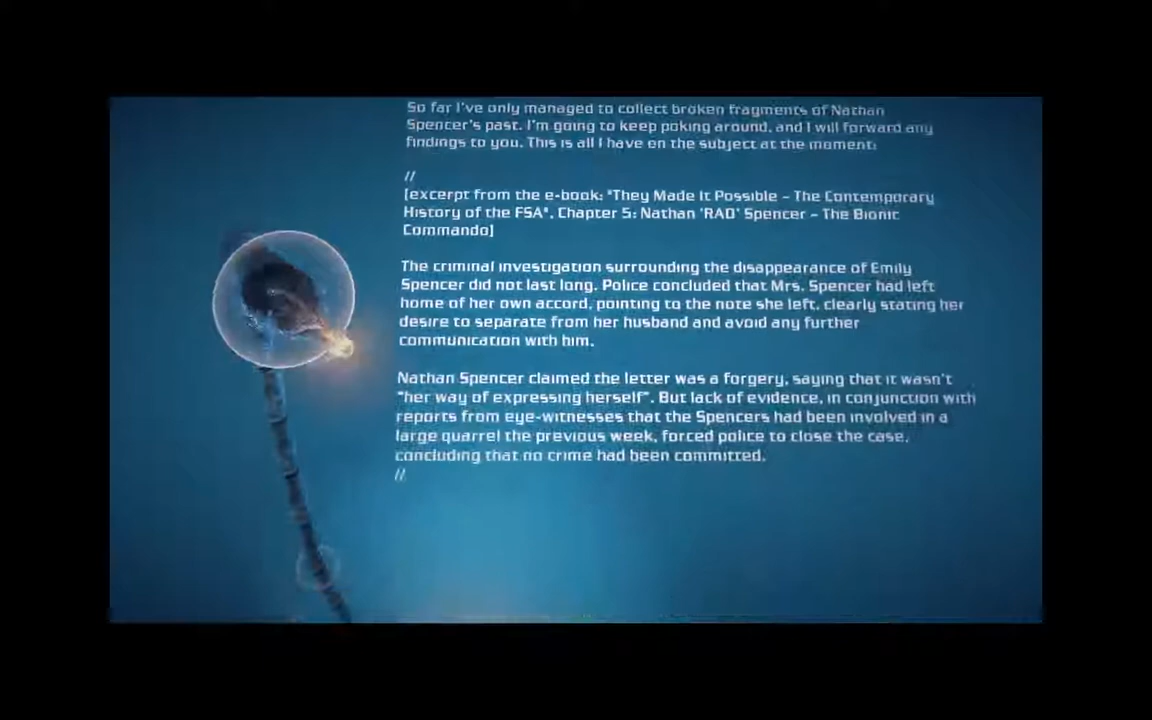 So far I've only managed to collect broken fragments of Nathan
Spencer's past. I'm going to keep poking around, and I will forward any
findings to you. This is all I have on the subject at the moment:
//
[excerpt from the e-book: "They Made It Possible - The Contemporary
History of the FSA", Chapter 5: Nathan 'RAD' Spencer - The Bionic
Commando]
The criminal investigation surrounding the disappearance of Emily
Spencer did not last long. Police concluded that Mrs. Spencer had left
home of her own accord, pointing to the note she left, clearly stating her
desire to separate from her husband and avoid any further
communication with him.
Nathan Spencer claimed the letter was a forgery, saying that it wasn't
"her way of expressing herself". But lack of evidence, in conjunction with
reports from eye-witnesses that the Spencers had been involved in a
large quarrel the previous week, forced police to close the case,
concluding that no crime had been committed.
//